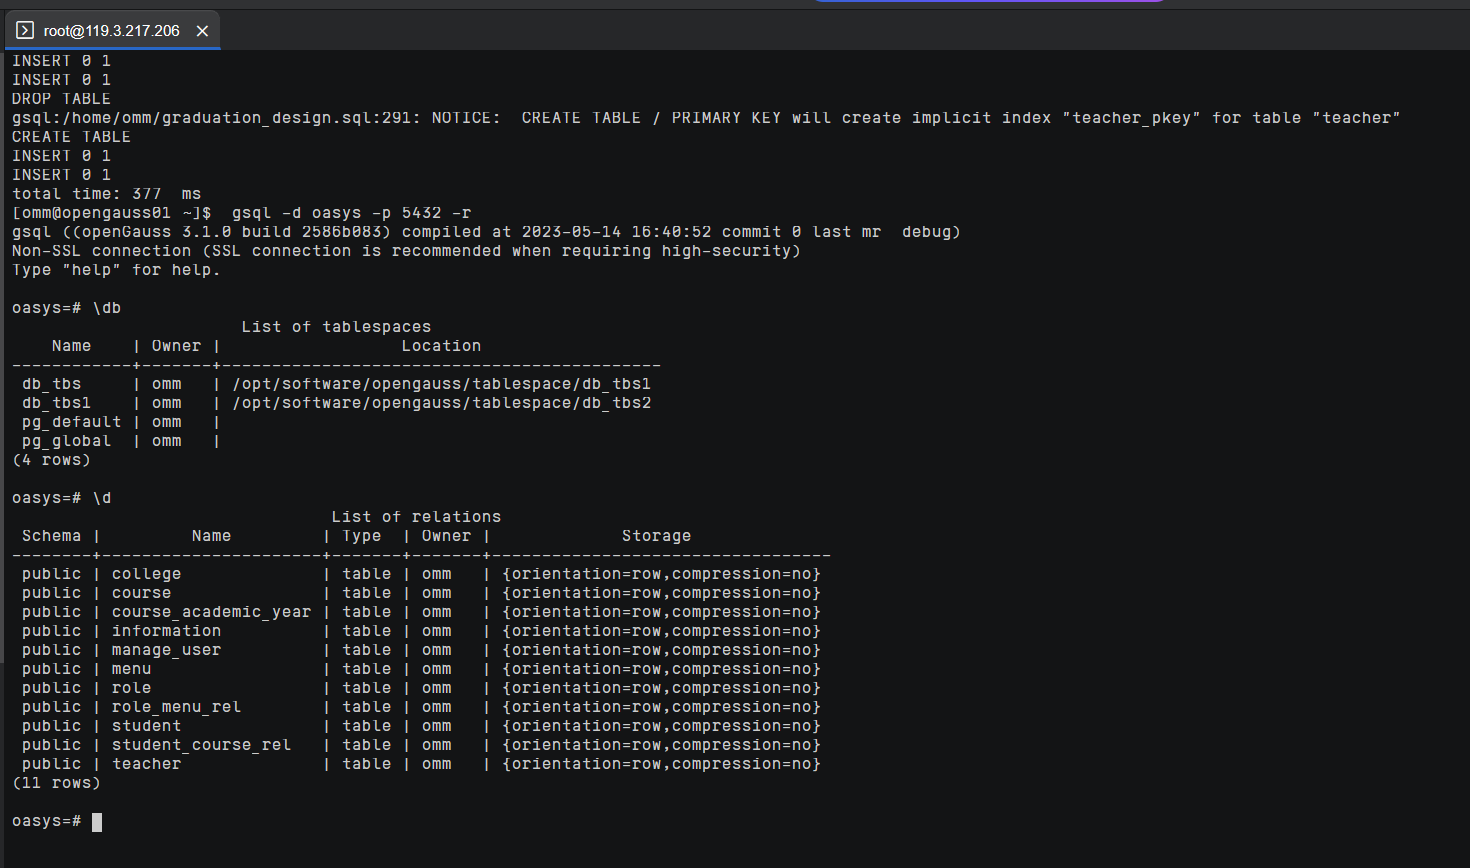 root@119.3.217.206
INSERT 0 1
INSERT 0 1
DROP TABLE
gsql:/home/omm/graduation_design.sql:291: NOTICE:  CREATE TABLE / PRIMARY KEY will create implicit index "teacher_pkey" for table "teacher"
CREATE TABLE
INSERT 0 1
INSERT 0 1
total time: 377  ms
[omm@opengauss01 ~]$  gsql -d oasys -p 5432 -r
gsql ((openGauss 3.1.0 build 2586b083) compiled at 2023-05-14 16:40:52 commit 0 last mr  debug)
Non-SSL connection (SSL connection is recommended when requiring high-security)
Type "help" for help.
oasys=# \db
List of tablespaces
    Name    | Owner |                  Location
------------+-------+--------------------------------------------
 db_tbs     | omm   | /opt/software/opengauss/tablespace/db_tbs1
 db_tbs1    | omm   | /opt/software/opengauss/tablespace/db_tbs2
 pg_default | omm   |
 pg_global  | omm   |
(4 rows)
oasys=# \d
List of relations
 Schema |         Name         | Type  | Owner |             Storage
--------+----------------------+-------+-------+----------------------------------
 public | college              | table | omm   | {orientation=row,compression=no}
 public | course               | table | omm   | {orientation=row,compression=no}
 public | course_academic_year | table | omm   | {orientation=row,compression=no}
 public | information          | table | omm   | {orientation=row,compression=no}
 public | manage_user          | table | omm   | {orientation=row,compression=no}
 public | menu                 | table | omm   | {orientation=row,compression=no}
 public | role                 | table | omm   | {orientation=row,compression=no}
 public | role_menu_rel        | table | omm   | {orientation=row,compression=no}
 public | student              | table | omm   | {orientation=row,compression=no}
 public | student_course_rel   | table | omm   | {orientation=row,compression=no}
 public | teacher              | table | omm   | {orientation=row,compression=no}
(11 rows)
oasys=#